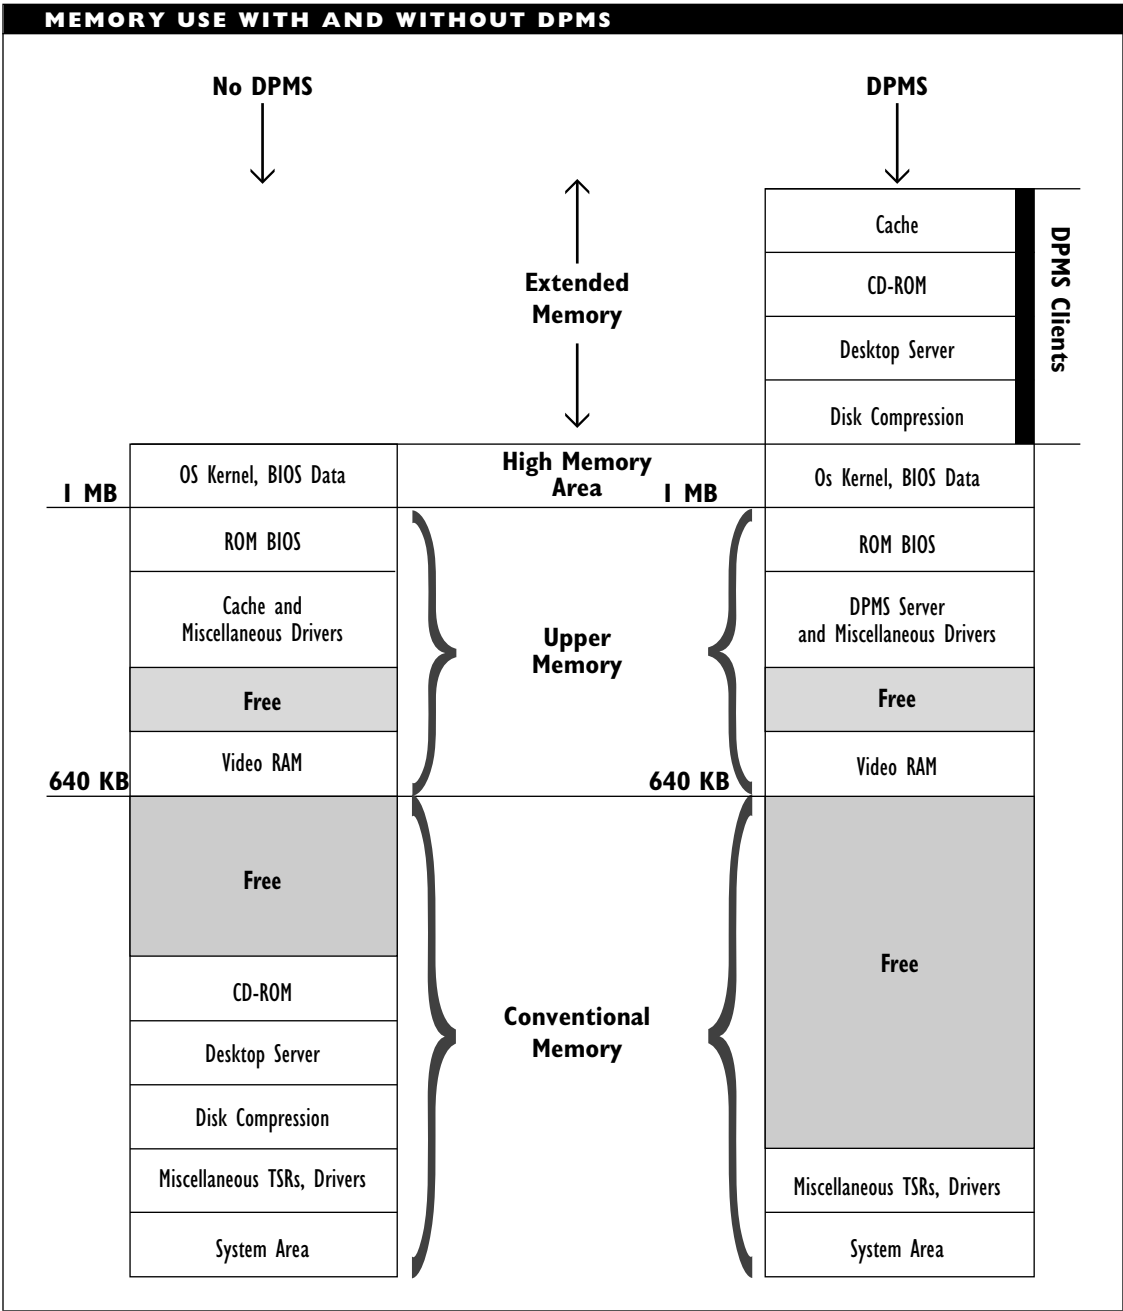 MEMORY USE WITH AND WITHOUT DPMS
No DPMS
DPMS
Cache
CD-ROM
Desktop Server
Disk Compression
DPMS Clients
Extended
Memory
High Memory
Area
1 MB
1 MB
OS Kernel, BIOS Data
Os Kernel, BIOS Data
ROM BIOS
ROM BIOS
Cache and
Miscellaneous Drivers
DPMS Server
and Miscellaneous Drivers
Upper
Memory
Free
Free
Video RAM
Video RAM
640 KB
640 KB
Free
Free
CD-ROM
Desktop Server
Disk Compression
Miscellaneous TSRs, Drivers
System Area
Conventional
Memory
Miscellaneous TSRs, Drivers
System Area